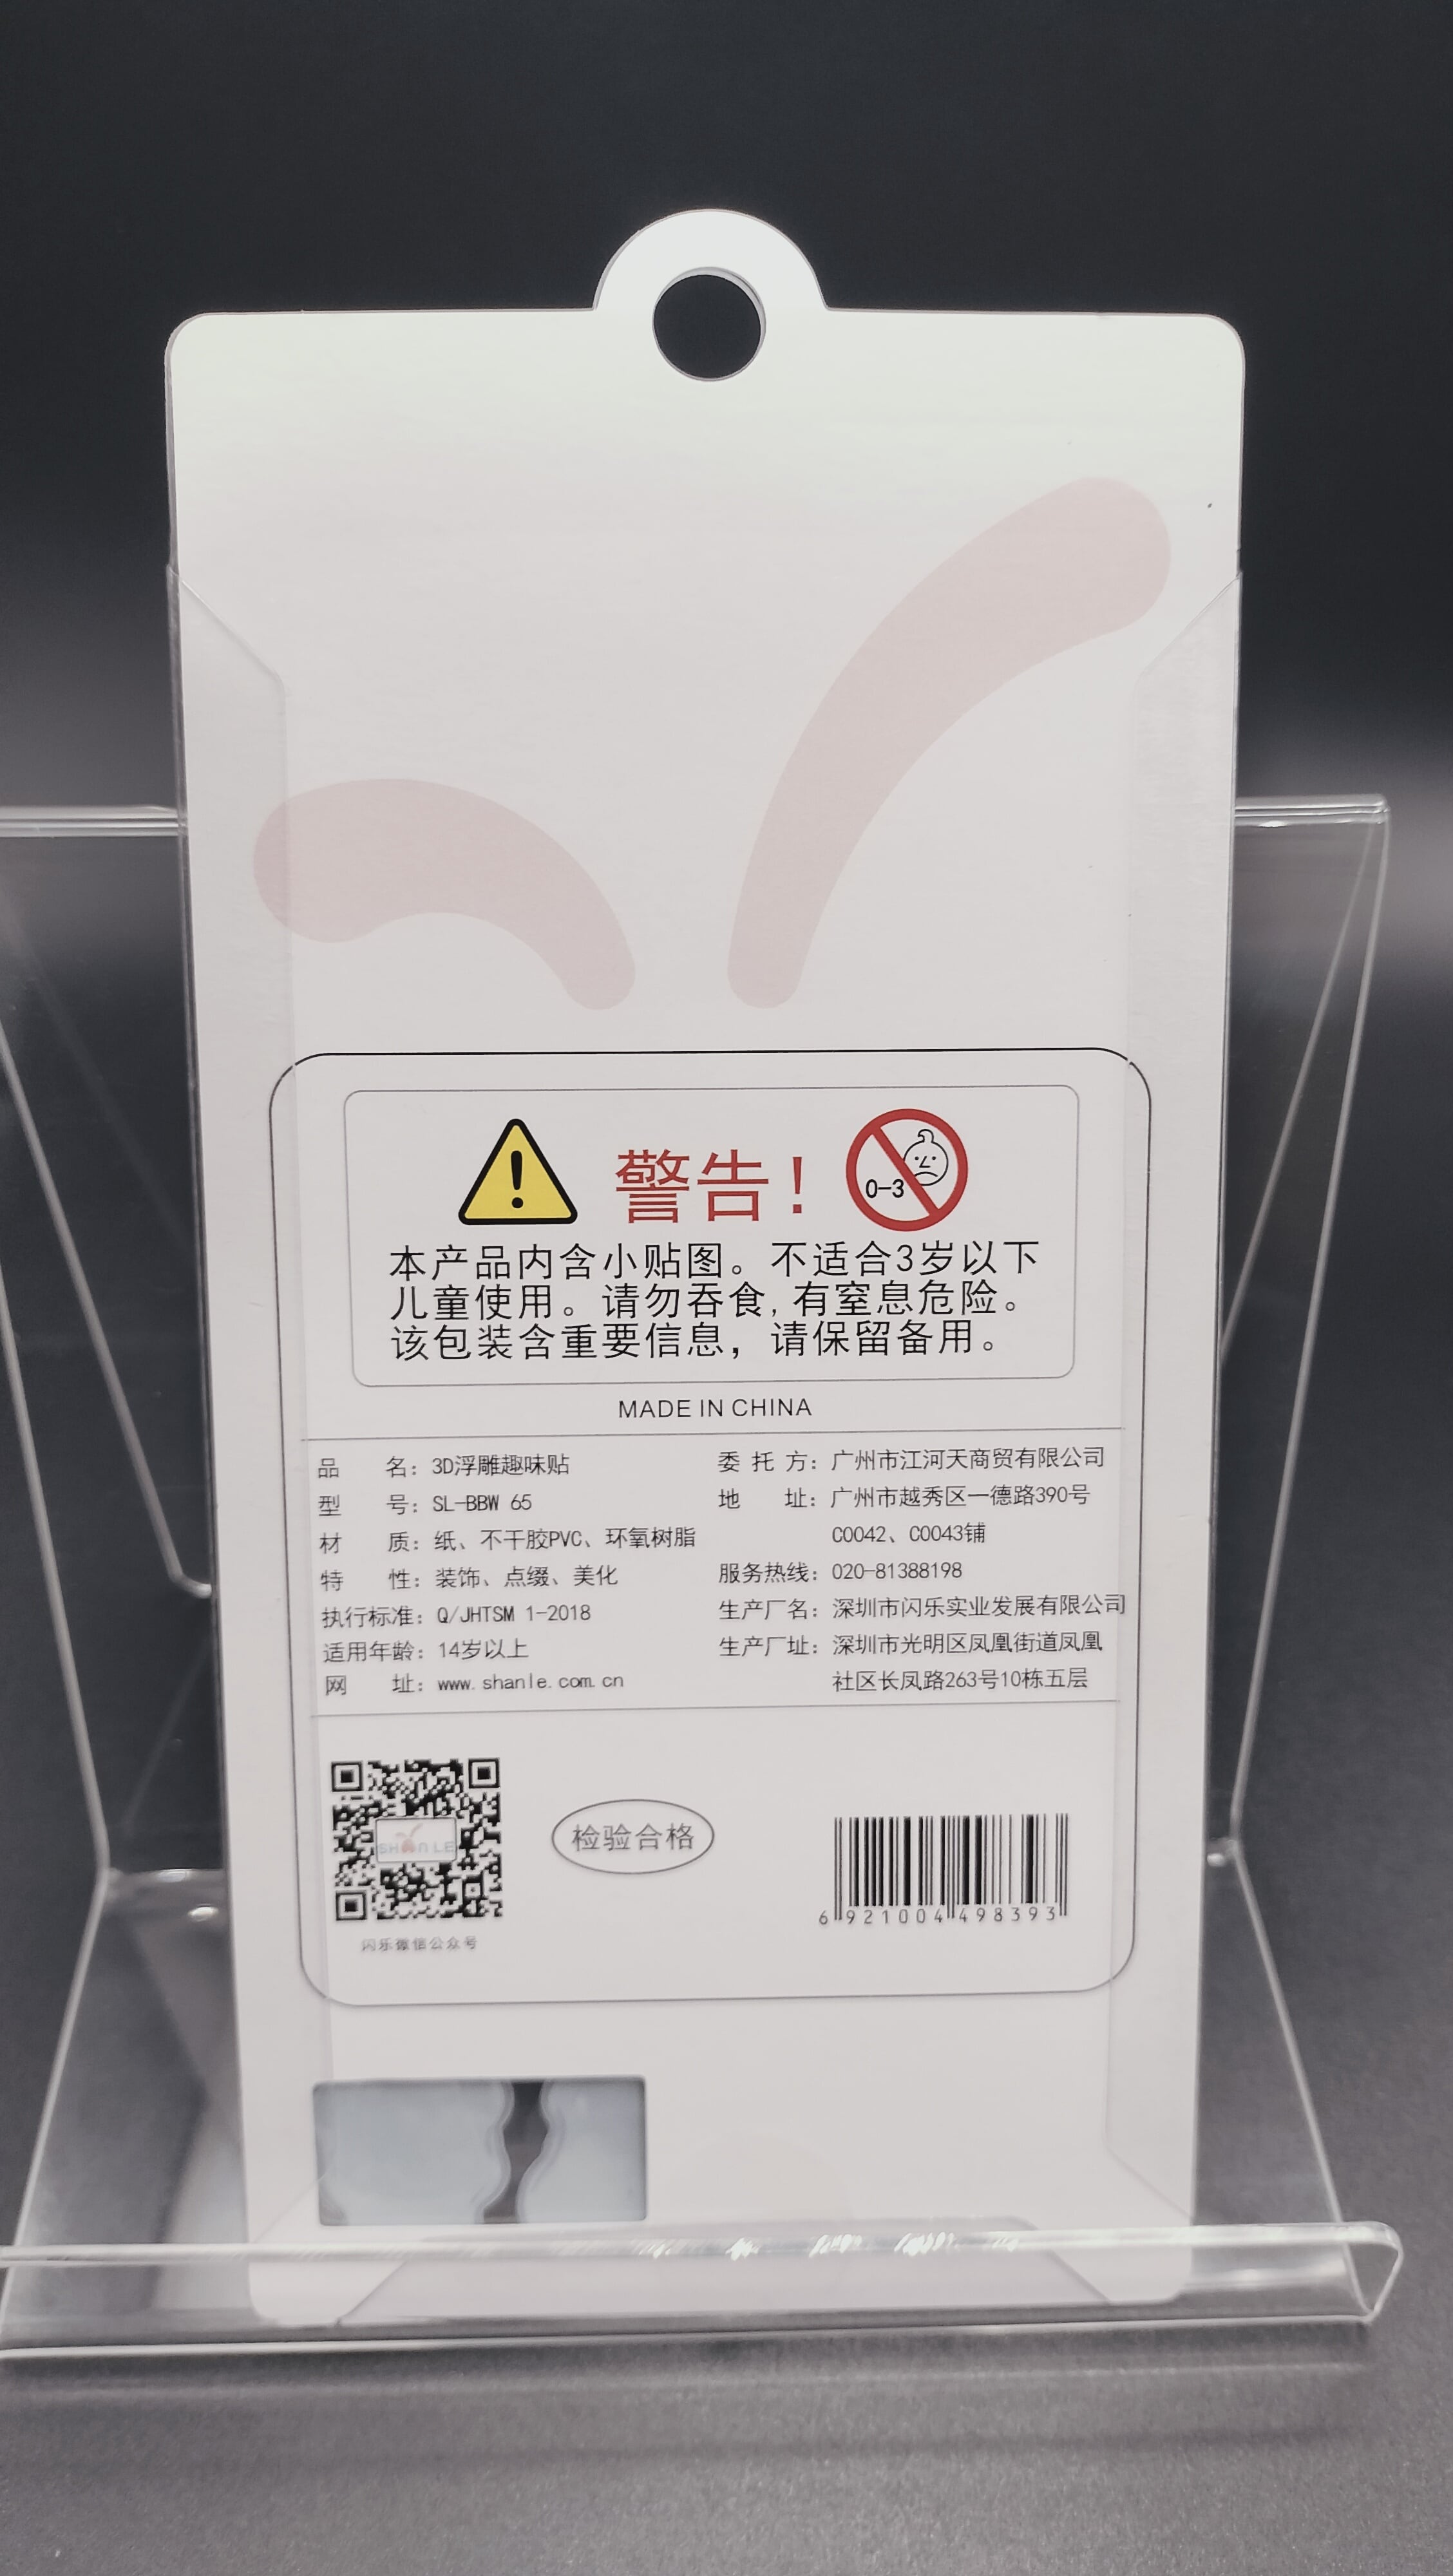 警告！
0-3
本产品内含小贴图。不适合3岁以下
儿童使用。请勿吞食,有窒息危险。
该包装含重要信息，请保留备用。
MADE IN CHINA
品 名：3D浮雕趣味贴
型 号：SL-BBW 65
材 质：纸、不干胶PVC、环氧树脂
特 性：装饰、点缀、美化
执行标准：Q/JHTSM 1-2018
适用年龄：14岁以上
网 址：www.shanle.com.cn
委 托 方：广州市江河天商贸有限公司
地 址：广州市越秀区一德路390号
C0042、C0043铺
服务热线：020-81388198
生产厂名：深圳市闪乐实业发展有限公司
生产厂址：深圳市光明区凤凰街道凤凰
社区长凤路263号10栋五层
SHAN LE
闪乐微信公众号
检验合格
6 921004 498393